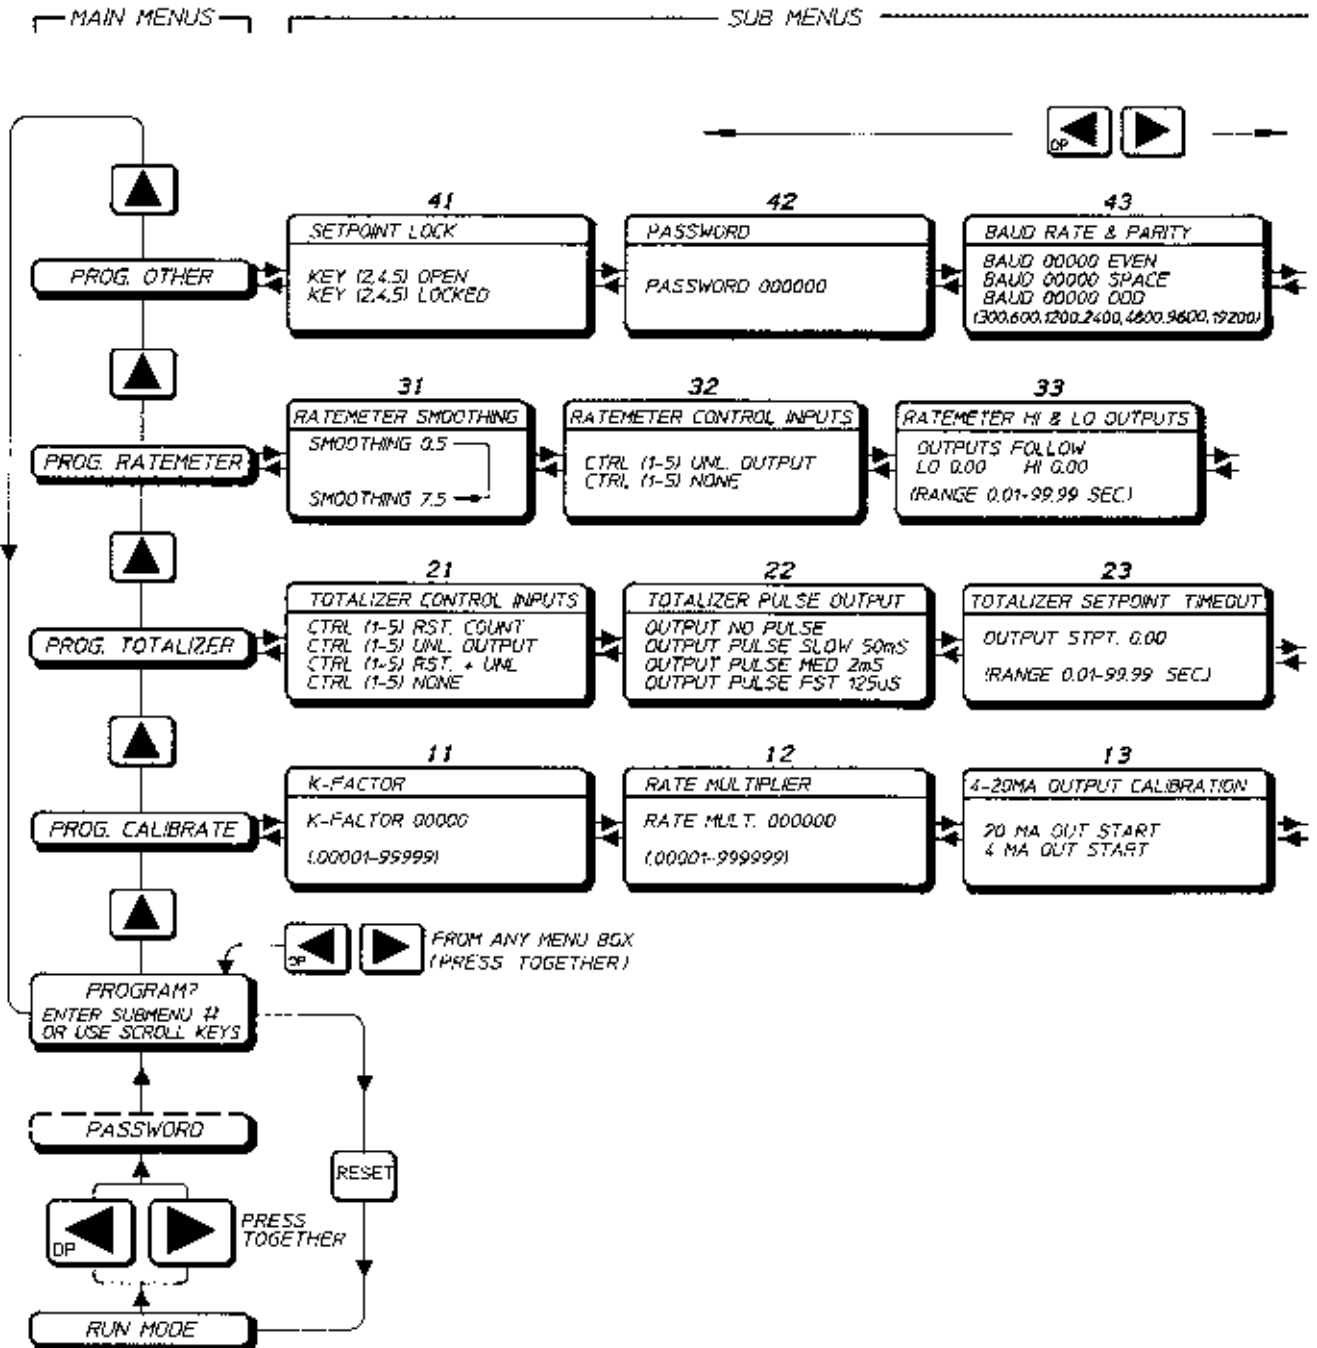 MAIN MENUS
SUB MENUS
DP
41
SETPOINT LOCK
KEY (2,4,5) OPEN
KEY (2,4,5) LOCKED
42
PASSWORD
PASSWORD 000000
43
BAUD RATE & PARITY
BAUD 00000 EVEN
BAUD 00000 SPACE
BAUD 00000 ODD
(300,600,1200,2400,4800,9600,19200)
PROG. OTHER
31
RATEMETER SMOOTHING
SMOOTHING 0.5
SMOOTHING 7.5
32
RATEMETER CONTROL INPUTS
CTRL (1-5) UNL. OUTPUT
CTRL (1-5) NONE
33
RATEMETER HI & LO OUTPUTS
OUTPUTS FOLLOW
LO 0.00 HI 0.00
(RANGE 0.01-99.99 SEC.)
PROG. RATEMETER
21
TOTALIZER CONTROL INPUTS
CTRL (1-5) RST. COUNT
CTRL (1-5) UNL. OUTPUT
CTRL (1-5) RST. + UNL
CTRL (1-5) NONE
22
TOTALIZER PULSE OUTPUT
OUTPUT NO PULSE
OUTPUT PULSE SLOW 50mS
OUTPUT PULSE MED 2mS
OUTPUT PULSE FST 125uS
23
TOTALIZER SETPOINT TIMEOUT
OUTPUT STPT. 0.00
(RANGE 0.01-99.99 SEC.)
PROG. TOTALIZER
11
K-FACTOR
K-FACTOR 00000
(.00001-99999)
12
RATE MULTIPLIER
RATE MULT. 000000
(.00001-999999)
13
4-20MA OUTPUT CALIBRATION
20 MA OUT START
4 MA OUT START
PROG. CALIBRATE
DP
FROM ANY MENU BOX
(PRESS TOGETHER)
PROGRAM?
ENTER SUBMENU #
OR USE SCROLL KEYS
PASSWORD
RESET
DP
PRESS
TOGETHER
RUN MODE